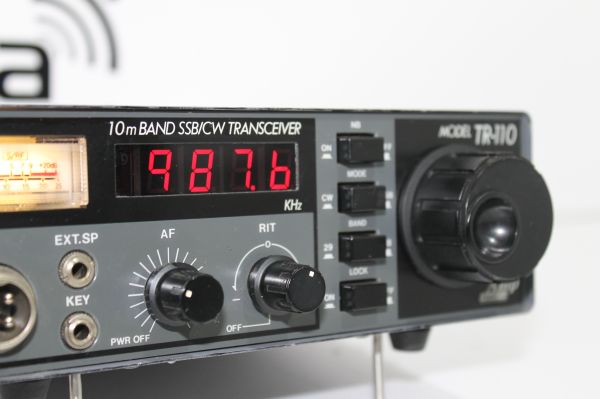 a
10m BAND SSB/CW TRANSCEIVER
MODEL TR-110
S/RF
987.6
KHz
NB
ON
MODE
CW
BAND
29
LOCK
ON
EXT.SP
AF
RIT
0
KEY
PWR OFF
OFF